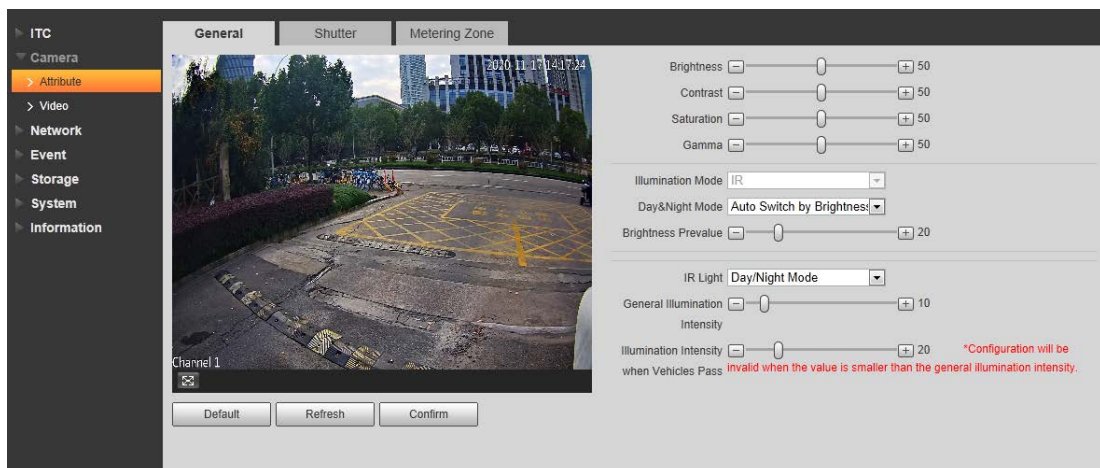 ITC
Camera
Attribute
Video
Network
Event
Storage
System
Information
General Shutter Metering Zone
2020-11-17 14:17:24
Channel 1
Default Refresh Confirm
Brightness 50
Contrast 50
Saturation 50
Gamma 50
Illumination Mode IR
Day&Night Mode Auto Switch by Brightness
Brightness Prevalue 20
IR Light Day/Night Mode
General Illumination 10
Intensity
Illumination Intensity 20 *Configuration will be
when Vehicles Pass invalid when the value is smaller than the general illumination intensity.